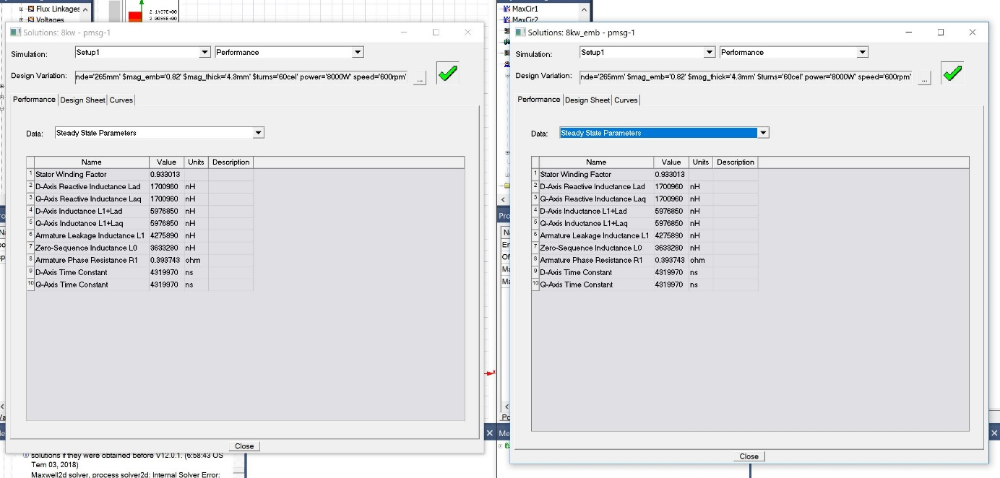 Flux Linkages
Voltages
2.0036E+00
MaxCir1
MaxCir2
Solutions: 8kw - pmsg-1
Simulation:
Setup1
Performance
Design Variation:
nde='265mm' $mag_emb='0.82' $mag_thick='4.3mm' $turns='60cel' power='8000W' speed='600rpm'
...
Performance
Design Sheet
Curves
Data:
Steady State Parameters
Name Value Units Description
1 Stator Winding Factor 0.933013
2 D-Axis Reactive Inductance Lad 1700960 nH
3 Q-Axis Reactive Inductance Laq 1700960 nH
4 D-Axis Inductance L1+Lad 5976850 nH
5 Q-Axis Inductance L1+Laq 5976850 nH
6 Armature Leakage Inductance L1 4275890 nH
7 Zero-Sequence Inductance L0 3633280 nH
8 Armature Phase Resistance R1 0.393743 ohm
9 D-Axis Time Constant 4319970 ns
10 Q-Axis Time Constant 4319970 ns
Close
solutions if they were obtained before V12.0.1. (6:58:43 OS
Tem 03, 2018)
Maxwell2d solver, process solver2d: Internal Solver Error:
Solutions: 8kw_emb - pmsg-1
Simulation:
Setup1
Performance
Design Variation:
nde='265mm' $mag_emb='0.82' $mag_thick='4.3mm' $turns='60cel' power='8000W' speed='600rpm'
...
Performance
Design Sheet
Curves
Data:
Steady State Parameters
Name Value Units Description
1 Stator Winding Factor 0.933013
2 D-Axis Reactive Inductance Lad 1700960 nH
3 Q-Axis Reactive Inductance Laq 1700960 nH
4 D-Axis Inductance L1+Lad 5976850 nH
5 Q-Axis Inductance L1+Laq 5976850 nH
6 Armature Leakage Inductance L1 4275890 nH
7 Zero-Sequence Inductance L0 3633280 nH
8 Armature Phase Resistance R1 0.393743 ohm
9 D-Axis Time Constant 4319970 ns
10 Q-Axis Time Constant 4319970 ns
Close